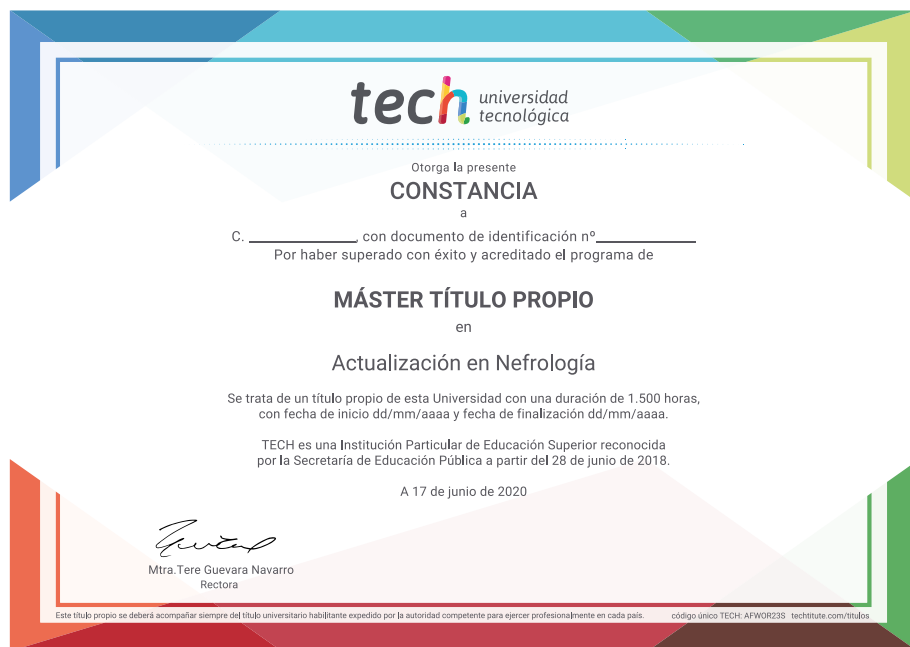 tech universidad
tecnológica
Otorga la presente
CONSTANCIA
a
C. ______________, con documento de identificación nº_____________
Por haber superado con éxito y acreditado el programa de
MÁSTER TÍTULO PROPIO
en
Actualización en Nefrología
Se trata de un título propio de esta Universidad con una duración de 1.500 horas,
con fecha de inicio dd/mm/aaaa y fecha de finalización dd/mm/aaaa.
TECH es una Institución Particular de Educación Superior reconocida
por la Secretaría de Educación Pública a partir del 28 de junio de 2018.
A 17 de junio de 2020
Mtra.Tere Guevara Navarro
Rectora
Este título propio se deberá acompañar siempre del título universitario habilitante expedido por la autoridad competente para ejercer profesionalmente en cada país. código único TECH: AFWOR23S techtitute.com/titulos